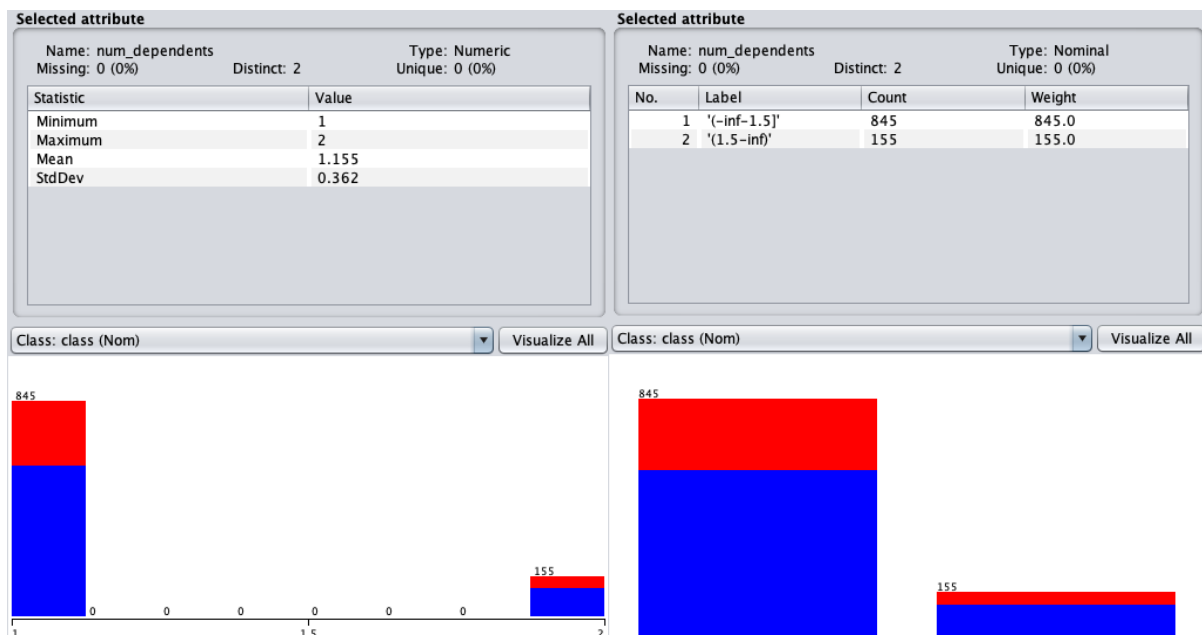 Selected attribute
Name: num_dependents Type: Numeric
Missing: 0 (0%) Distinct: 2 Unique: 0 (0%)
Statistic Value
Minimum 1
Maximum 2
Mean 1.155
StdDev 0.362
Class: class (Nom) Visualize All
845
0 0 0 0 0 155
1 1.5 2
Selected attribute
Name: num_dependents Type: Nominal
Missing: 0 (0%) Distinct: 2 Unique: 0 (0%)
No. Label Count Weight
1 '(-inf-1.5]' 845 845.0
2 '(1.5-inf)' 155 155.0
Class: class (Nom) Visualize All
845
155